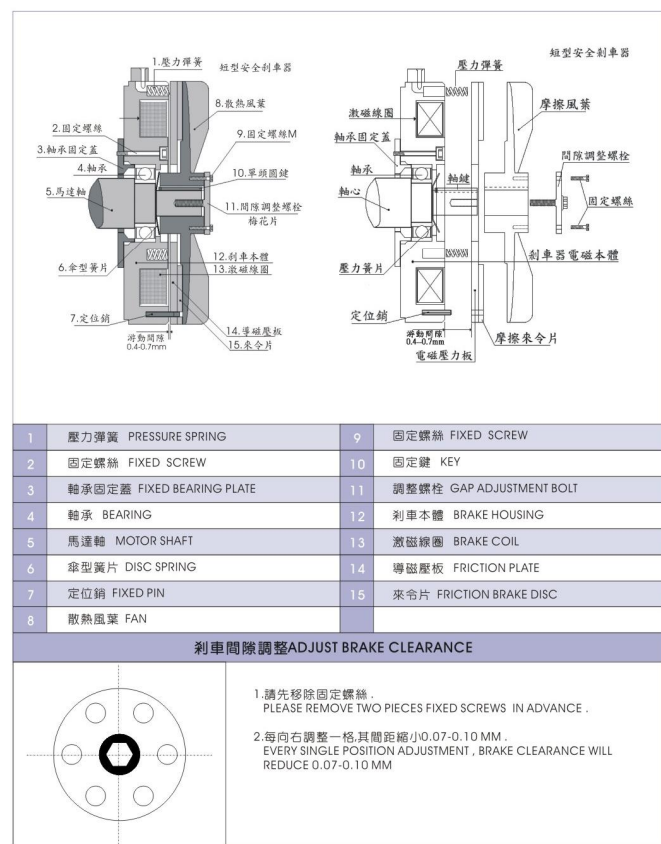 1.壓力彈簧
短型安全剎車器
8.散熱風葉
2.固定螺絲
9.固定螺絲M
3.軸承固定蓋
4.軸承
10.單頭圓鍵
5.馬達軸
11.間隙調整螺栓
梅花片
12.剎車本體
6.傘型簧片
13.激磁線圈
7.定位銷
14.導磁壓板
游動間隙
0.4-0.7mm
15.來令片
短型安全剎車器
壓力彈簧
激磁線圈
摩擦風葉
軸承固定蓋
間隙調整螺栓
軸承
軸鍵
軸心
固定螺絲
剎車器電磁本體
壓力簧片
定位銷
游動間隙
0.4--0.7mm
摩擦來令片
電磁壓力板
1 壓力彈簧 PRESSURE SPRING
9 固定螺絲 FIXED SCREW
2 固定螺絲 FIXED SCREW
10 固定鍵 KEY
3 軸承固定蓋 FIXED BEARING PLATE
11 調整螺栓 GAP ADJUSTMENT BOLT
4 軸承 BEARING
12 剎車本體 BRAKE HOUSING
5 馬達軸 MOTOR SHAFT
13 激磁線圈 BRAKE COIL
6 傘型簧片 DISC SPRING
14 導磁壓板 FRICTION PLATE
7 定位銷 FIXED PIN
15 來令片 FRICTION BRAKE DISC
8 散熱風葉 FAN
剎車間隙調整ADJUST BRAKE CLEARANCE
1.請先移除固定螺絲.
PLEASE REMOVE TWO PIECES FIXED SCREWS IN ADVANCE .
2.每向右調整一格,其間距縮小0.07-0.10 MM .
EVERY SINGLE POSITION ADJUSTMENT , BRAKE CLEARANCE WILL
REDUCE 0.07-0.10 MM